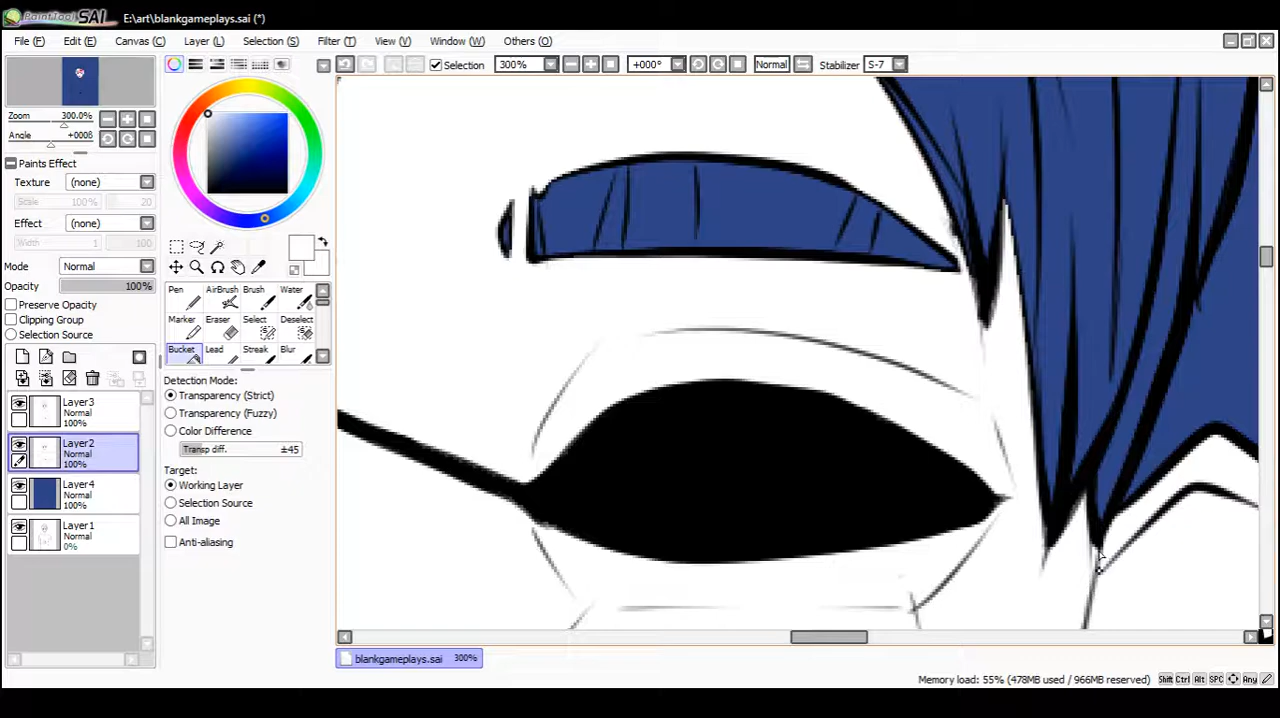 PaintTool SAI E:\art\blankgameplays.sai (*)
File (F) Edit (E) Canvas (C) Layer (L) Selection (S) Filter (T) View (V) Window (W) Others (O)
Selection 300% +000° Normal Stabilizer S-7
Zoom 300.0%
Angle +000ß
Paints Effect
Texture (none)
Scale 100% 20
Effect (none)
Width 1 100
Mode Normal
Opacity 100%
Preserve Opacity
Clipping Group
Selection Source
Layer3
Normal
100%
Layer2
Normal
100%
Layer4
Normal
100%
Layer1
Normal
0%
Pen AirBrush Brush Water
Marker Eraser Select Deselect
Bucket Lead Streak Blur
Detection Mode:
Transparency (Strict)
Transparency (Fuzzy)
Color Difference
Transp diff. ±45
Target:
Working Layer
Selection Source
All Image
Anti-aliasing
blankgameplays.sai 300%
Memory load: 55% (478MB used / 966MB reserved) Shift Ctrl Alt SPC Any